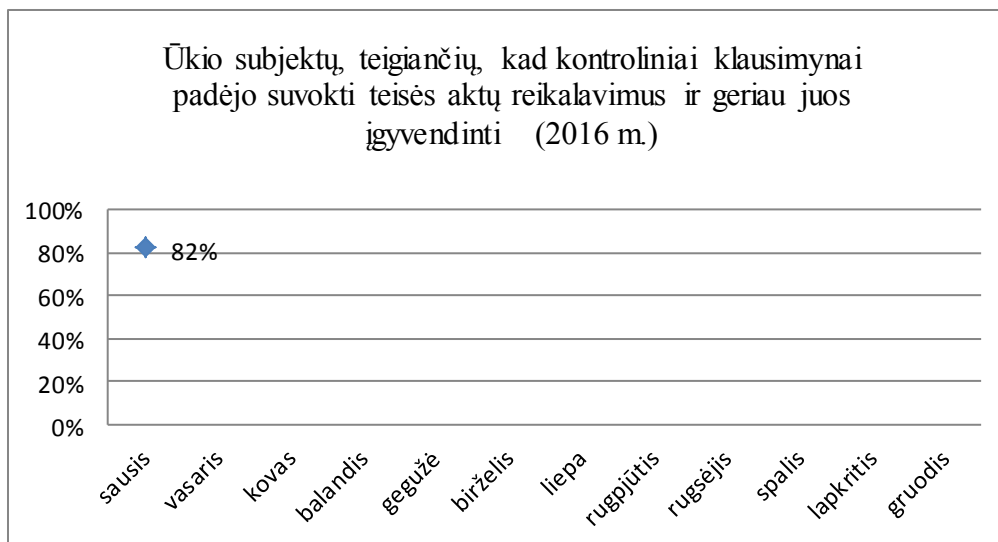 Ūkio subjektų, teigiančių, kad kontroliniai klausimynai
padėjo suvokti teisės aktų reikalavimus ir geriau juos
įgyvendinti (2016 m.)
100%
80%
60%
40%
20%
0%
82%
sausis
vasaris
kovas
balandis
gegužė
birželis
liepa
rugpjūtis
rugsėjis
spalis
lapkritis
gruodis